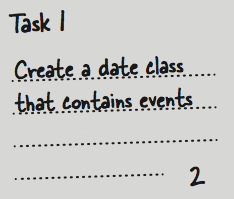 Task 1
Create a date class
that contains events
2